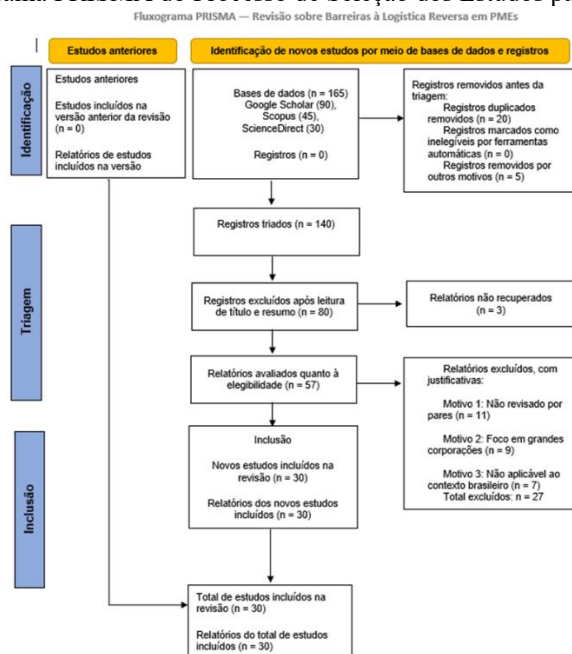 Fluxograma PRISMA — Revisão sobre Barreiras à Logística Reversa em PMEs
Estudos anteriores
Identificação de novos estudos por meio de bases de dados e registros
Identificação
Estudos anteriores
Estudos incluídos na
versão anterior da revisão
(n = 0)
Relatórios de estudos
incluídos na versão
Bases de dados (n = 165)
Google Scholar (90),
Scopus (45),
ScienceDirect (30)
Registros (n = 0)
Registros removidos antes da
triagem:
Registros duplicados
removidos (n = 20)
Registros marcados como
inelegíveis por ferramentas
automáticas (n = 0)
Registros removidos por
outros motivos (n = 5)
Triagem
Registros triados (n = 140)
Registros excluídos após leitura
de título e resumo (n = 80)
Relatórios não recuperados
(n = 3)
Relatórios avaliados quanto à
elegibilidade (n = 57)
Relatórios excluídos, com
justificativas:
Motivo 1: Não revisado por
pares (n = 11)
Motivo 2: Foco em grandes
corporações (n = 9)
Motivo 3: Não aplicável ao
contexto brasileiro (n = 7)
Total excluídos: n = 27
Inclusão
Inclusão
Novos estudos incluídos na
revisão (n = 30)
Relatórios dos novos estudos
incluídos (n = 30)
Total de estudos incluídos na
revisão (n = 30)
Relatórios do total de estudos
incluídos (n = 30)